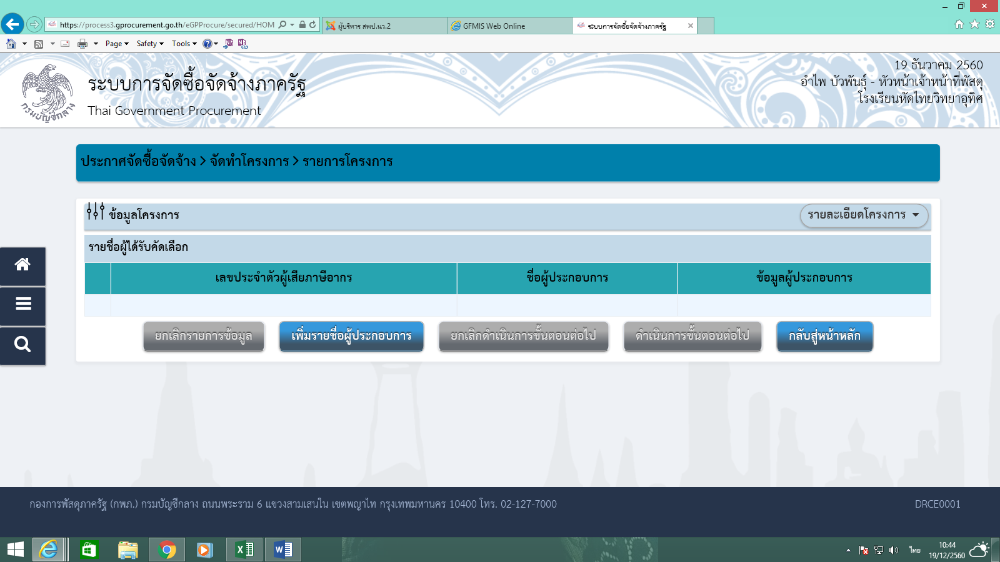 https://process3.gprocurement.go.th/eGPProcure/secured/HOM
ผู้บริหาร สพป.นว.2
GFMIS Web Online
ระบบการจัดซื้อจัดจ้างภาครัฐ
Page Safety Tools
กรมบัญชีกลาง
ระบบการจัดซื้อจัดจ้างภาครัฐ
Thai Government Procurement
19 ธันวาคม 2560
อำไพ บัวพันธุ์ - หัวหน้าเจ้าหน้าที่พัสดุ
โรงเรียนหัดไทยวิทยาอุทิศ
ประกาศจัดซื้อจัดจ้าง > จัดทำโครงการ > รายการโครงการ
ข้อมูลโครงการ
รายละเอียดโครงการ
รายชื่อผู้ได้รับคัดเลือก
เลขประจำตัวผู้เสียภาษีอากร ชื่อผู้ประกอบการ ข้อมูลผู้ประกอบการ
ยกเลิกรายการข้อมูล เพิ่มรายชื่อผู้ประกอบการ ยกเลิกดำเนินการขั้นตอนต่อไป ดำเนินการขั้นตอนต่อไป กลับสู่หน้าหลัก
กองการพัสดุภาครัฐ (กพภ.) กรมบัญชีกลาง ถนนพระราม 6 แขวงสามเสนใน เขตพญาไท กรุงเทพมหานคร 10400 โทร. 02-127-7000
DRCE0001
ไทย
10:44
19/12/2560